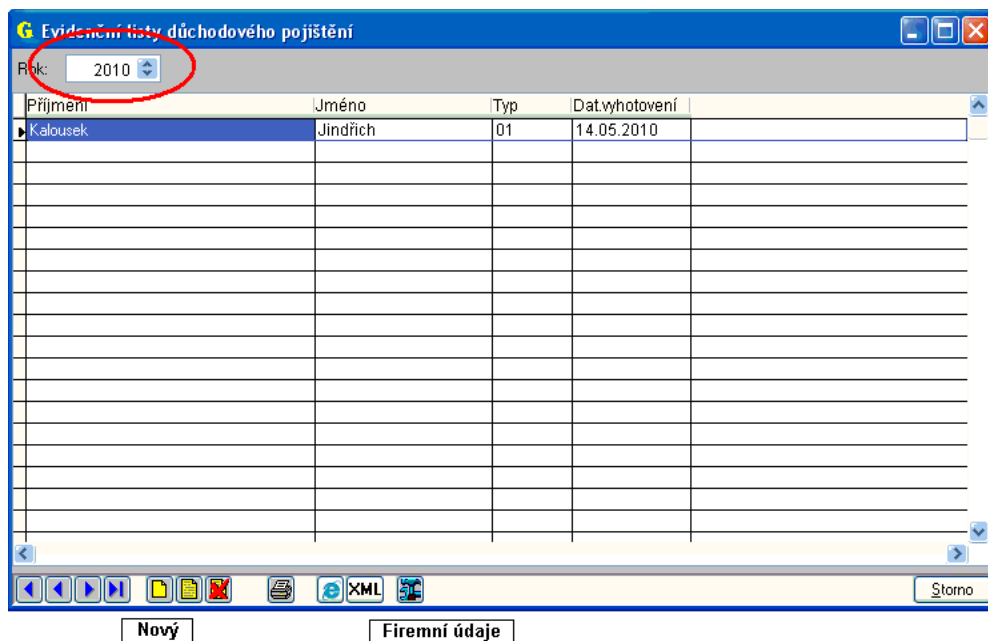 G Evidenční listy důchodového pojištění
Rok: 2010
Příjmení Jméno Typ Dat.vyhotovení
Kalousek Jindřich 01 14.05.2010
XML Storno
Nový Firemní údaje